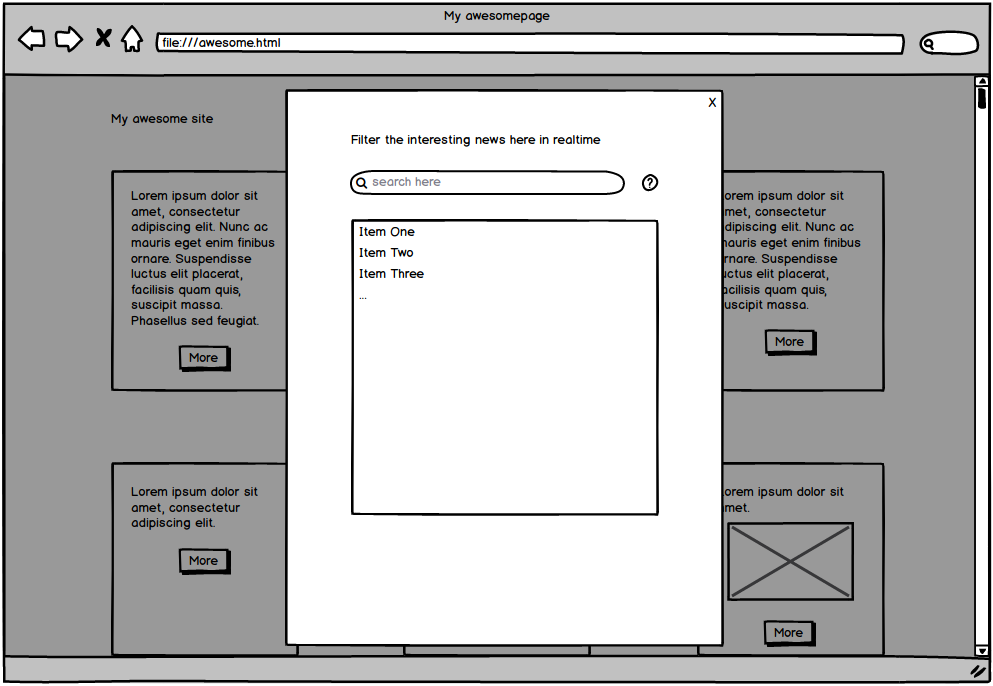 My awesomepage
file:///awesome.html
My awesome site
X
Filter the interesting news here in realtime
search here
?
Item One
Item Two
Item Three
...
Lorem ipsum dolor sit
amet, consectetur
adipiscing elit. Nunc ac
mauris eget enim finibus
ornare. Suspendisse
luctus elit placerat,
facilisis quam quis,
suscipit massa.
Phasellus sed feugiat.
More
orem ipsum dolor sit
met, consectetur
dipiscing elit. Nunc ac
mauris eget enim finibus
rnare. Suspendisse
uctus elit placerat,
acilisis quam quis,
uscipit massa.
More
Lorem ipsum dolor sit
amet, consectetur
adipiscing elit.
More
orem ipsum dolor sit
met.
More